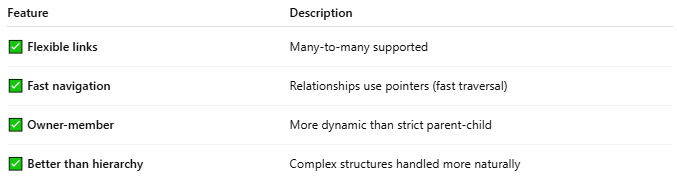 Feature Description
✅ Flexible links Many-to-many supported
✅ Fast navigation Relationships use pointers (fast traversal)
✅ Owner-member More dynamic than strict parent-child
✅ Better than hierarchy Complex structures handled more naturally